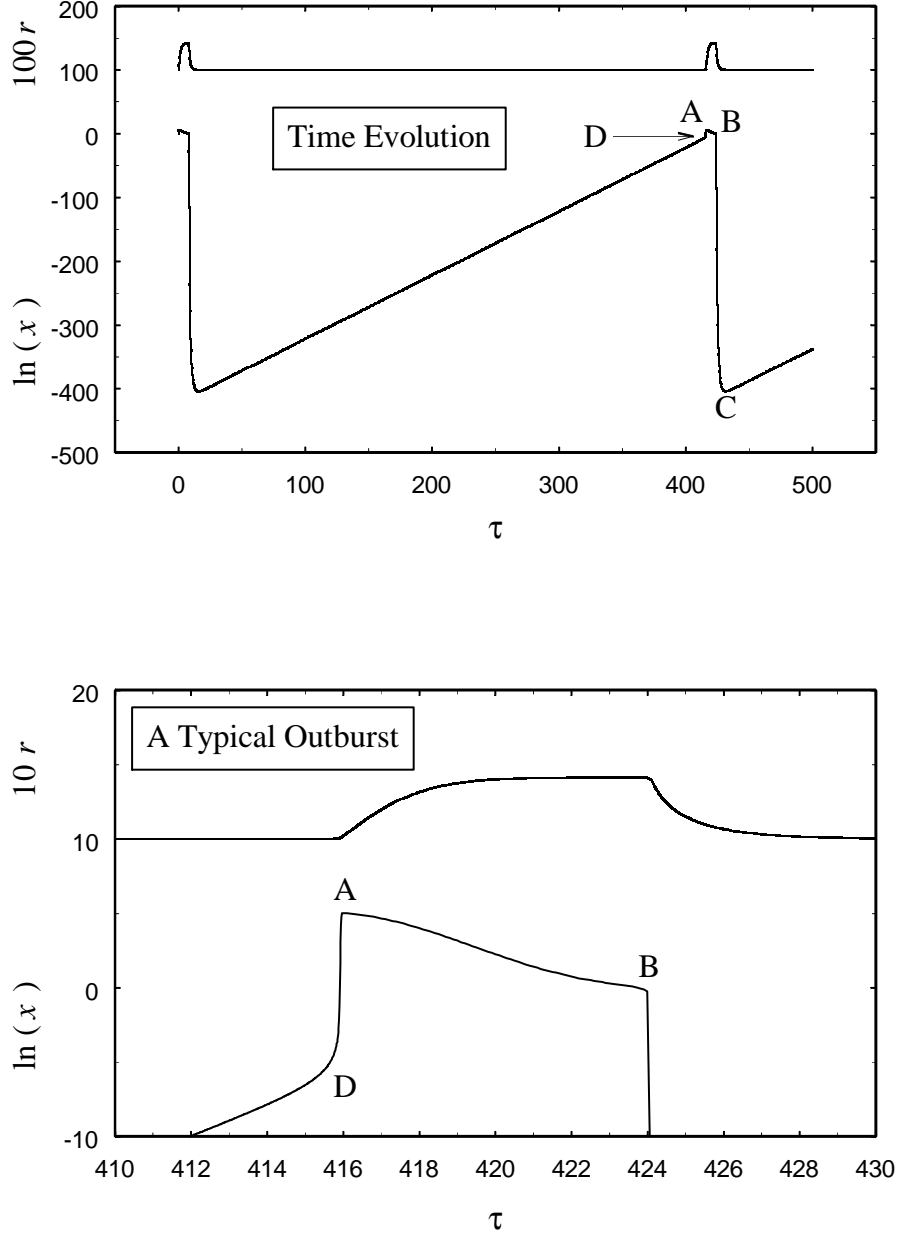 200
100
0
-100
-200
-300
-400
-500
100 r
ln ( x )
Time Evolution
D
A
B
C
0
100
200
300
400
500
τ
20
10
0
-10
10 r
ln ( x )
A Typical Outburst
A
B
D
410
412
414
416
418
420
422
424
426
428
430
τ